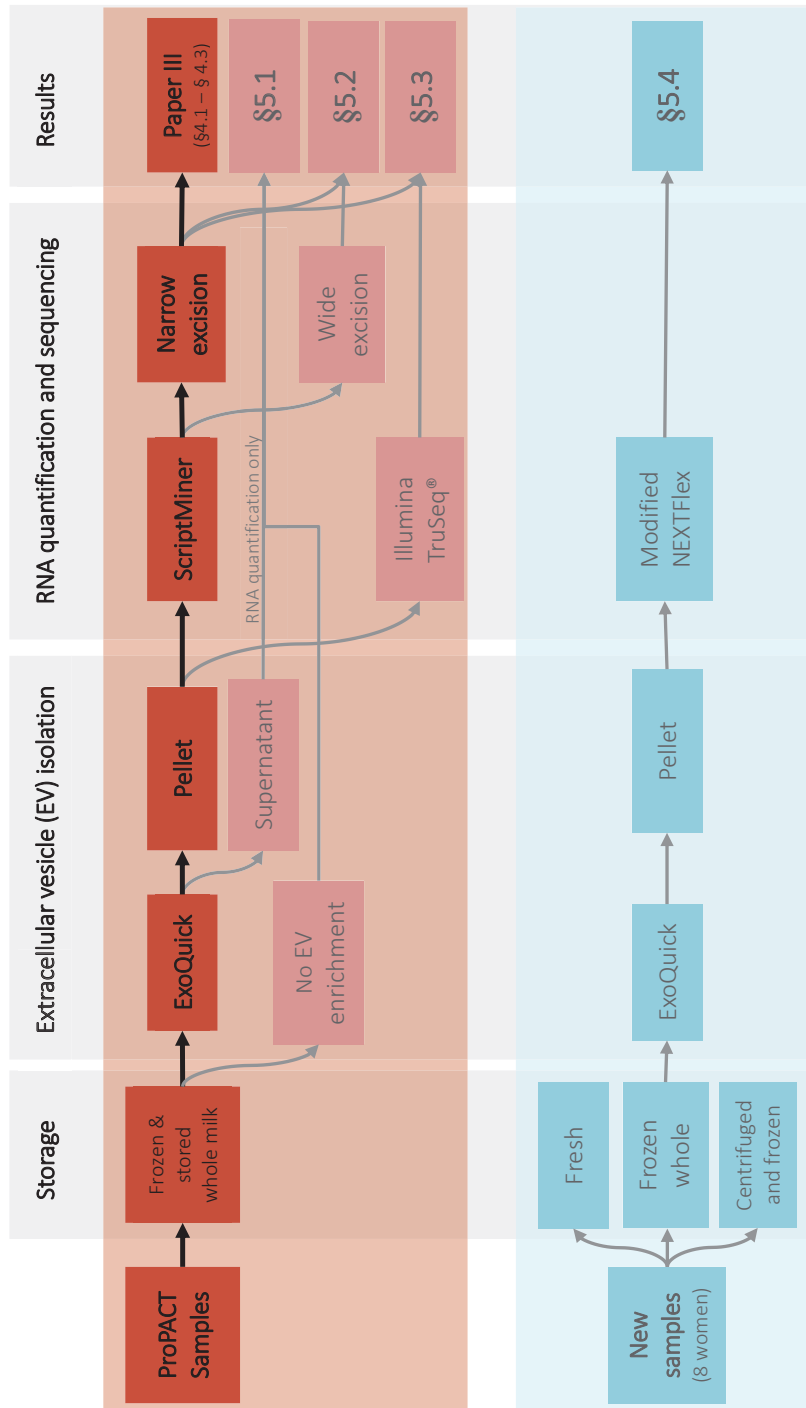 Storage
Extracellular vesicle (EV) isolation
RNA quantification and sequencing
Results
ProPACT
Samples
Frozen &
stored
whole milk
ExoQuick
Pellet
ScriptMiner
Narrow
excision
Paper III
(§4.1 – § 4.3)
No EV
enrichment
Supernatant
RNA quantification only
§5.1
Wide
excision
§5.2
Illumina
TruSeq®
§5.3
New
samples
(8 women)
Fresh
Frozen
whole
Centrifuged
and frozen
ExoQuick
Pellet
Modified
NEXTFlex
§5.4